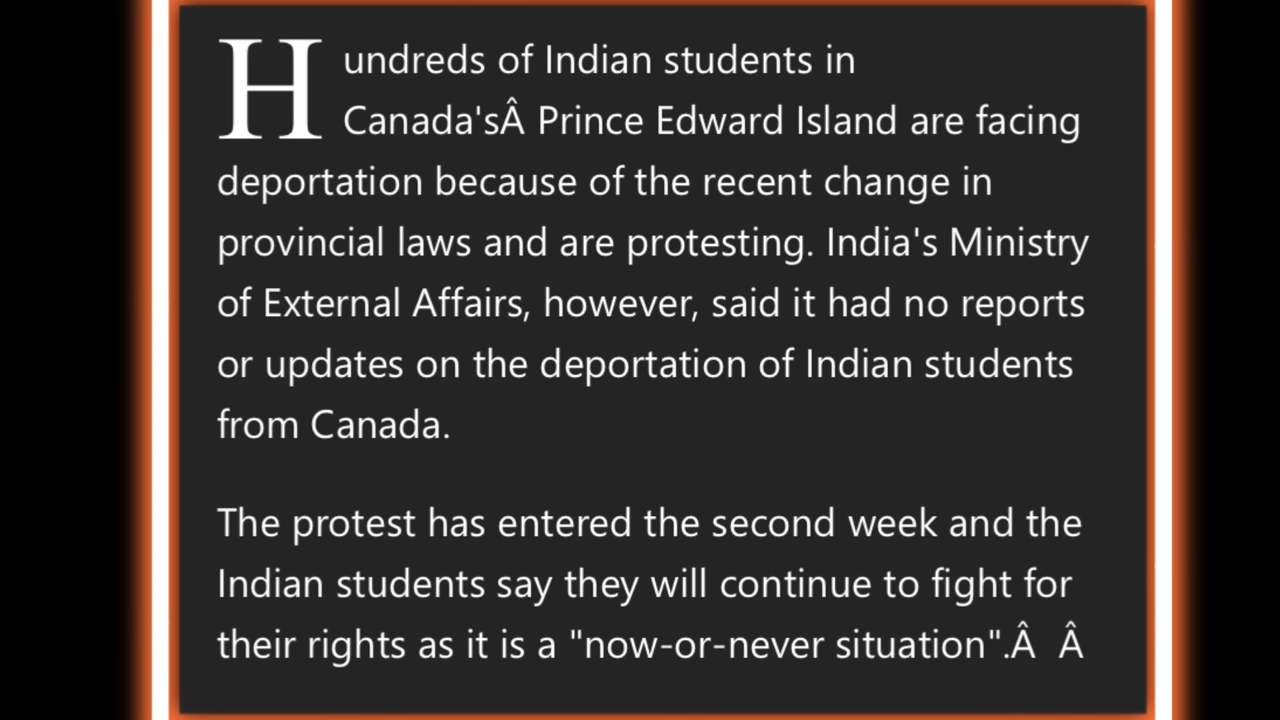 Hundreds of Indian students in
Canada'sÂ Prince Edward Island are facing
deportation because of the recent change in
provincial laws and are protesting. India's Ministry
of External Affairs, however, said it had no reports
or updates on the deportation of Indian students
from Canada.
The protest has entered the second week and the
Indian students say they will continue to fight for
their rights as it is a "now-or-never situation".Â Â